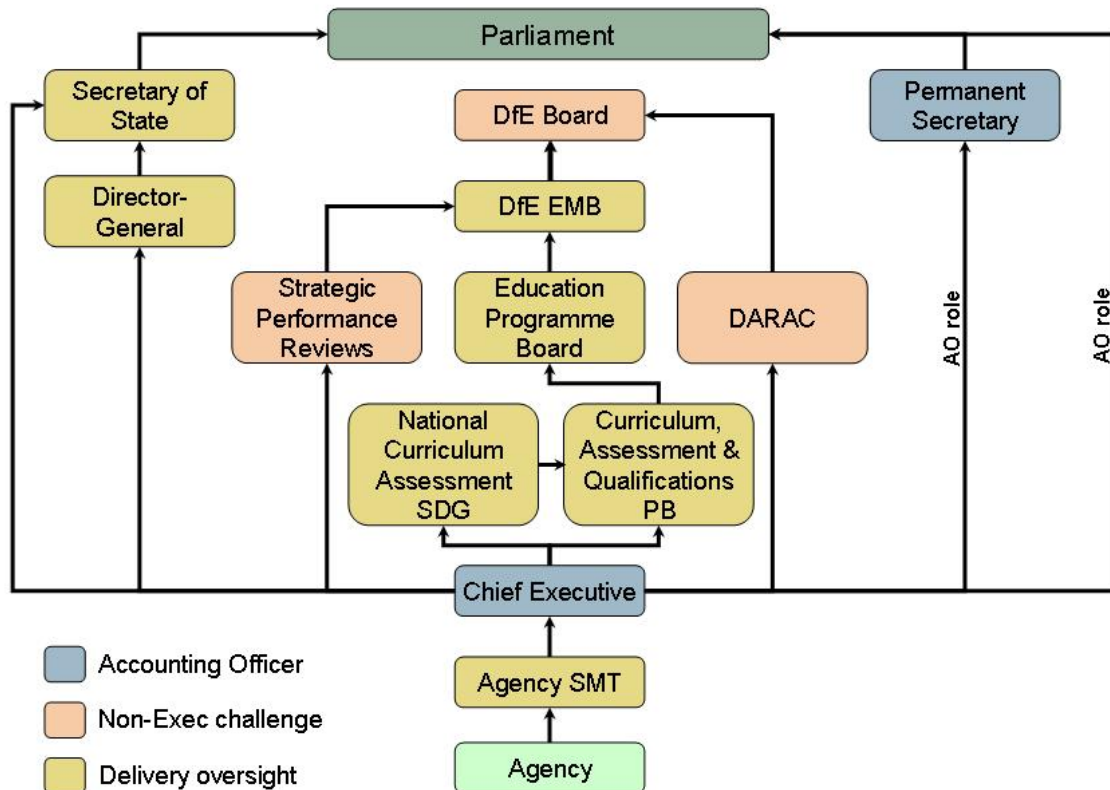 Parliament
Secretary of
State
DfE Board
Permanent
Secretary
Director-
General
DfE EMB
Strategic
Performance
Reviews
Education
Programme
Board
DARAC
AO role
AO role
National
Curriculum
Assessment
SDG
Curriculum,
Assessment &
Qualifications
PB
Chief Executive
Agency SMT
Agency
Accounting Officer
Non-Exec challenge
Delivery oversight